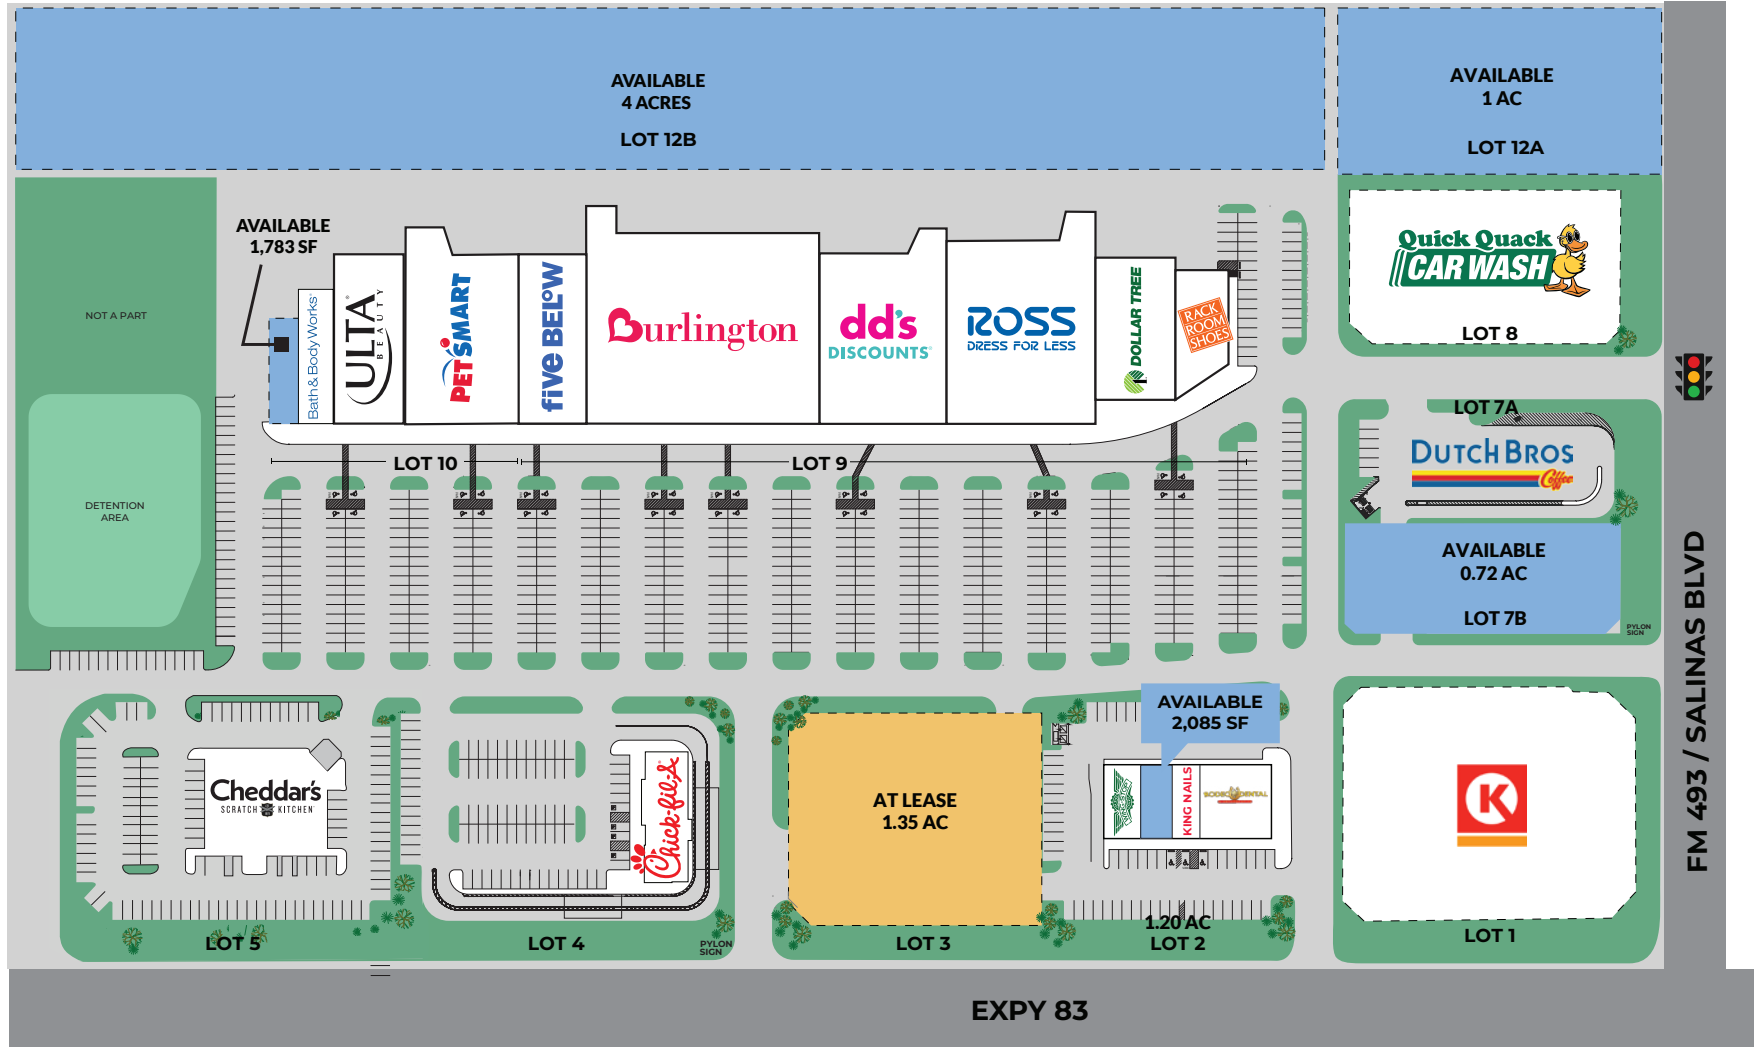 AVAILABLE
4 ACRES
LOT 12B
AVAILABLE
1 AC
LOT 12A
AVAILABLE
1,783 SF
NOT A PART
DETENTION
AREA
Bath & Body Works
ULTA
BEAUTY
PETSMART
five BELOW
Burlington
dd's
DISCOUNTS
ROSS
DRESS FOR LESS
DOLLAR TREE
RACK
ROOM
SHOES
Quick Quack
CAR WASH
LOT 8
LOT 10
LOT 9
LOT 7A
DUTCH BROS
Coffee
AVAILABLE
0.72 AC
LOT 7B
PYLON
SIGN
FM 493 / SALINAS BLVD
Cheddar's
SCRATCH KITCHEN
LOT 5
Chick-fil-A
LOT 4
PYLON
SIGN
AT LEASE
1.35 AC
LOT 3
AVAILABLE
2,085 SF
WINGSTOP
KING NAILS
RODEO DENTAL
1.20 AC
LOT 2
K
LOT 1
EXPY 83